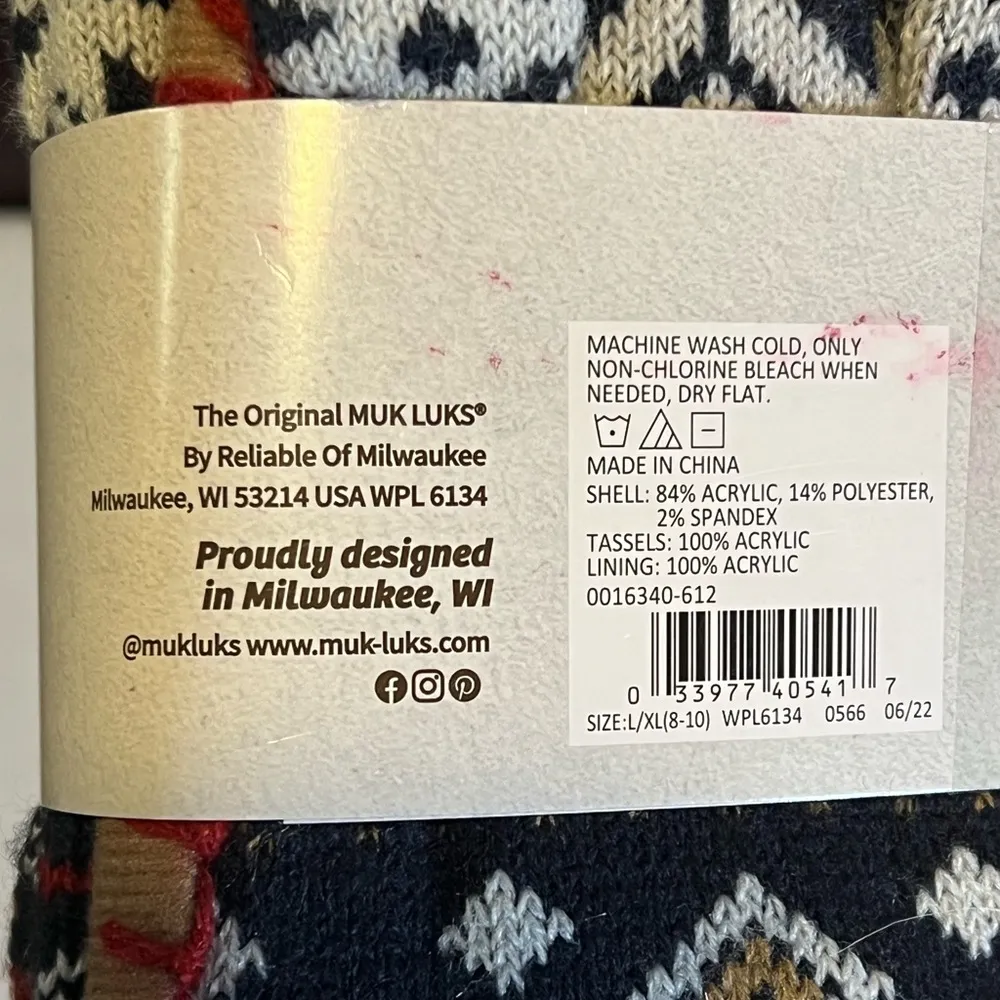 The Original MUK LUKS®
By Reliable Of Milwaukee
Milwaukee, WI 53214 USA WPL 6134
Proudly designed
in Milwaukee, WI
@mukluks www.muk-luks.com
MACHINE WASH COLD, ONLY
NON-CHLORINE BLEACH WHEN
NEEDED, DRY FLAT.
MADE IN CHINA
SHELL: 84% ACRYLIC, 14% POLYESTER,
2% SPANDEX
TASSELS: 100% ACRYLIC
LINING: 100% ACRYLIC
0016340-612
0 33977 40541 7
SIZE:L/XL(8-10) WPL6134 0566 06/22